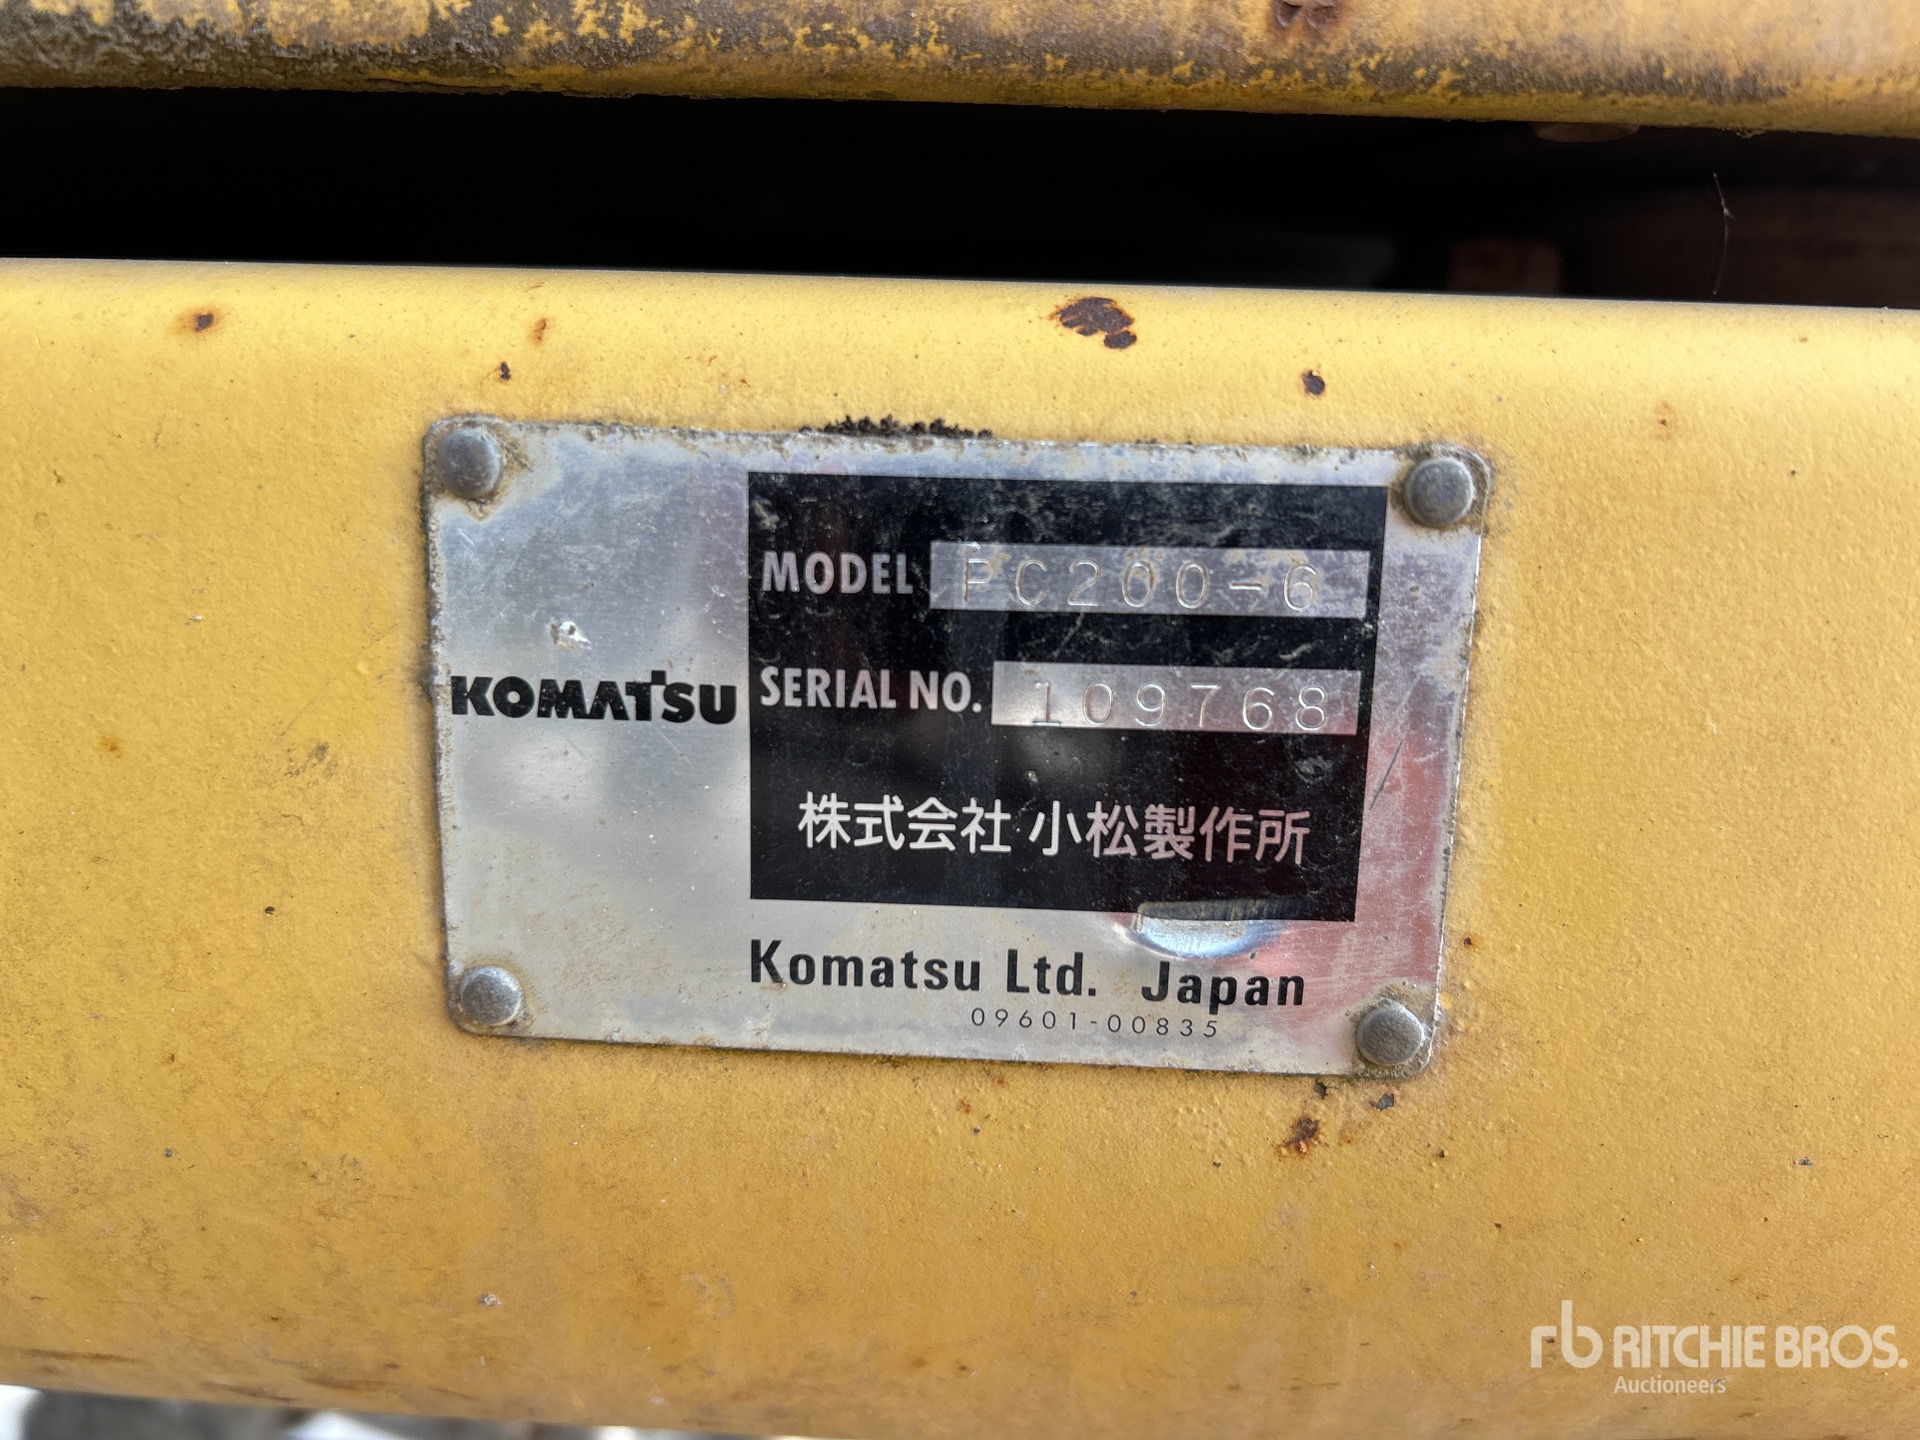 KOMATSU
MODEL PC200-6
SERIAL NO. 109768
株式会社 小松製作所
Komatsu Ltd. Japan
09601-00835
rb RITCHIE BROS.
Auctioneers